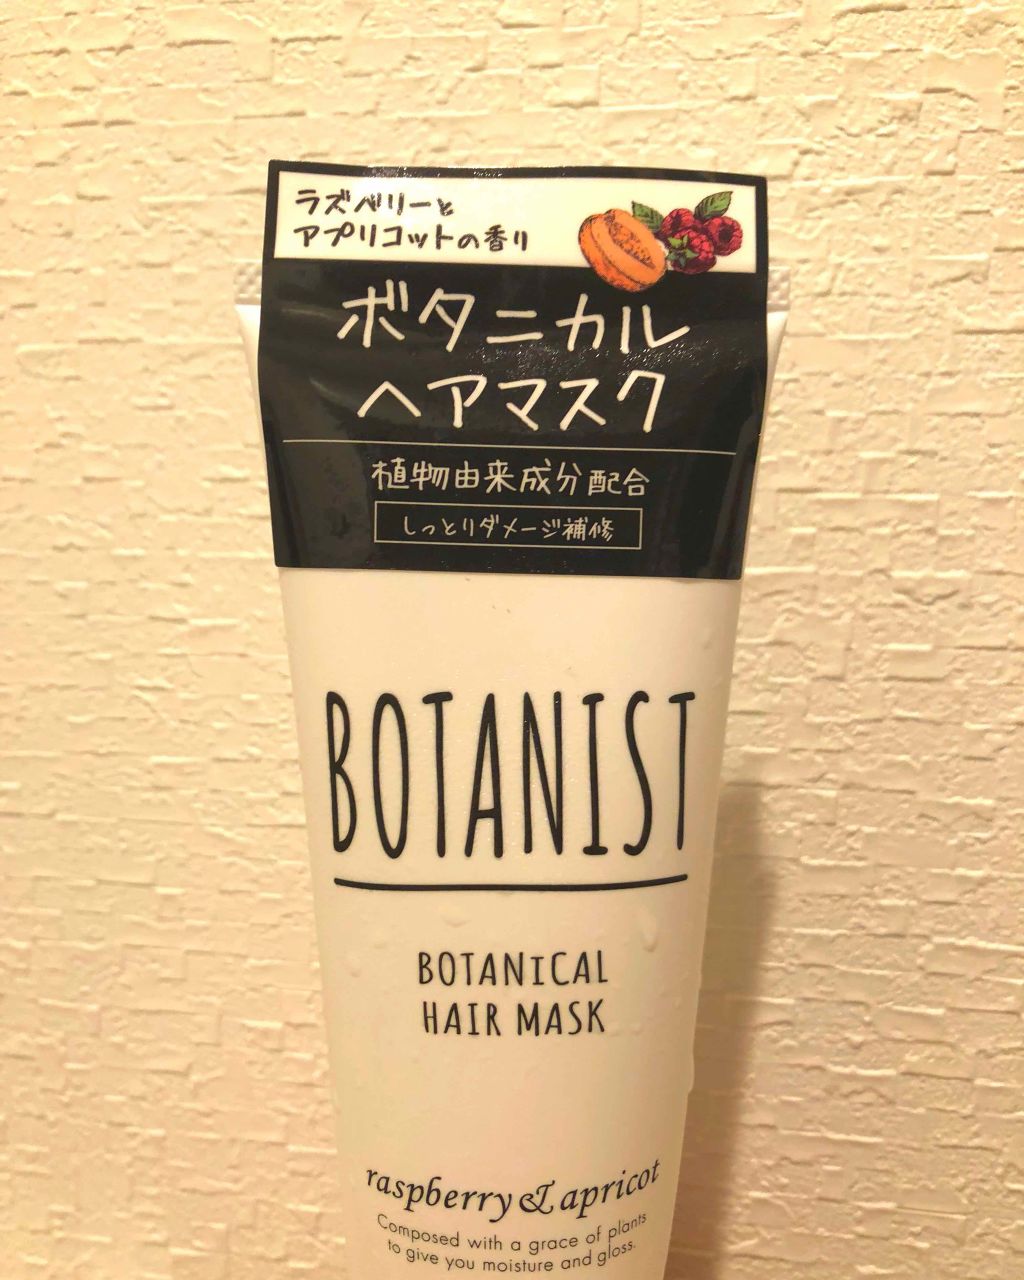 ラズベリーと
アプリコットの香り
ボタニカル
ヘアマスク
植物由来成分配合
しっとりダメージ補修
BOTANIST
BOTANICAL
HAIR MASK
raspberry & apricot
Composed with a grace of plants
to give you moisture and gloss.